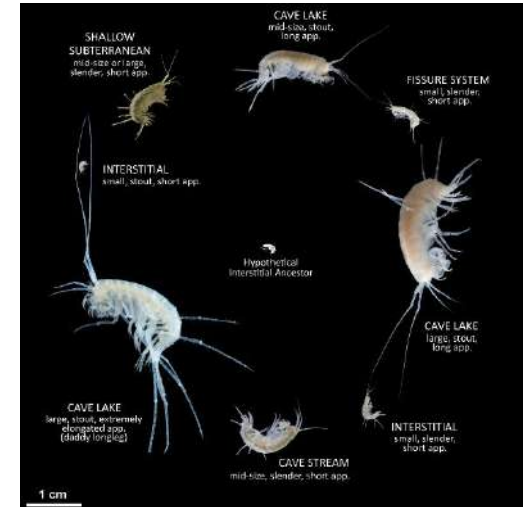 CAVE LAKE
mid-size, stout,
long app.
SHALLOW
SUBTERRANEAN
mid-size or large,
slender, short app.
FISSURE SYSTEM
small, slender,
short app.
INTERSTITIAL
small, stout, short app.
Hypothetical
Interstitial Ancestor
CAVE LAKE
large, stout,
long app.
CAVE LAKE
large, stout, extremely
elongated app.
(daddy longleg)
INTERSTITIAL
small, slender,
short app.
CAVE STREAM
mid-size, slender, short app.
1 cm